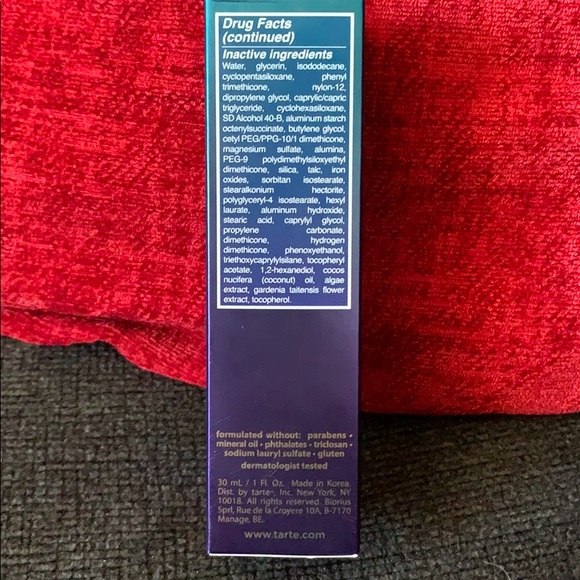 Drug Facts
(continued)
Inactive ingredients
Water, glycerin, isododecane,
cyclopentasiloxane, phenyl
trimethicone, nylon-12,
dipropylene glycol, caprylic/capric
triglyceride, cyclohexasiloxane,
SD Alcohol 40-B, aluminum starch
octenylsuccinate, butylene glycol,
cetyl PEG/PPG-10/1 dimethicone,
magnesium sulfate, alumina,
PEG-9 polydimethylsiloxyethyl
dimethicone, silica, talc, iron
oxides, sorbitan isostearate,
stearalkonium hectorite,
polyglyceryl-4 isostearate, hexyl
laurate, aluminum hydroxide,
stearic acid, caprylyl glycol,
propylene carbonate,
dimethicone, hydrogen
dimethicone, phenoxyethanol,
triethoxycaprylylsilane, tocopheryl
acetate, 1,2-hexanediol, cocos
nucifera (coconut) oil, algae
extract, gardenia taitensis flower
extract, tocopherol.
formulated without: parabens •
mineral oil • phthalates • triclosan •
sodium lauryl sulfate • gluten
dermatologist tested
30 mL / 1 Fl. Oz. Made in Korea.
Dist. by tarte®, Inc. New York, NY
10018. All rights reserved. Biorius
Sprl, Rue de la Croyere 10A, B-7170
Manage, BE.
www.tarte.com